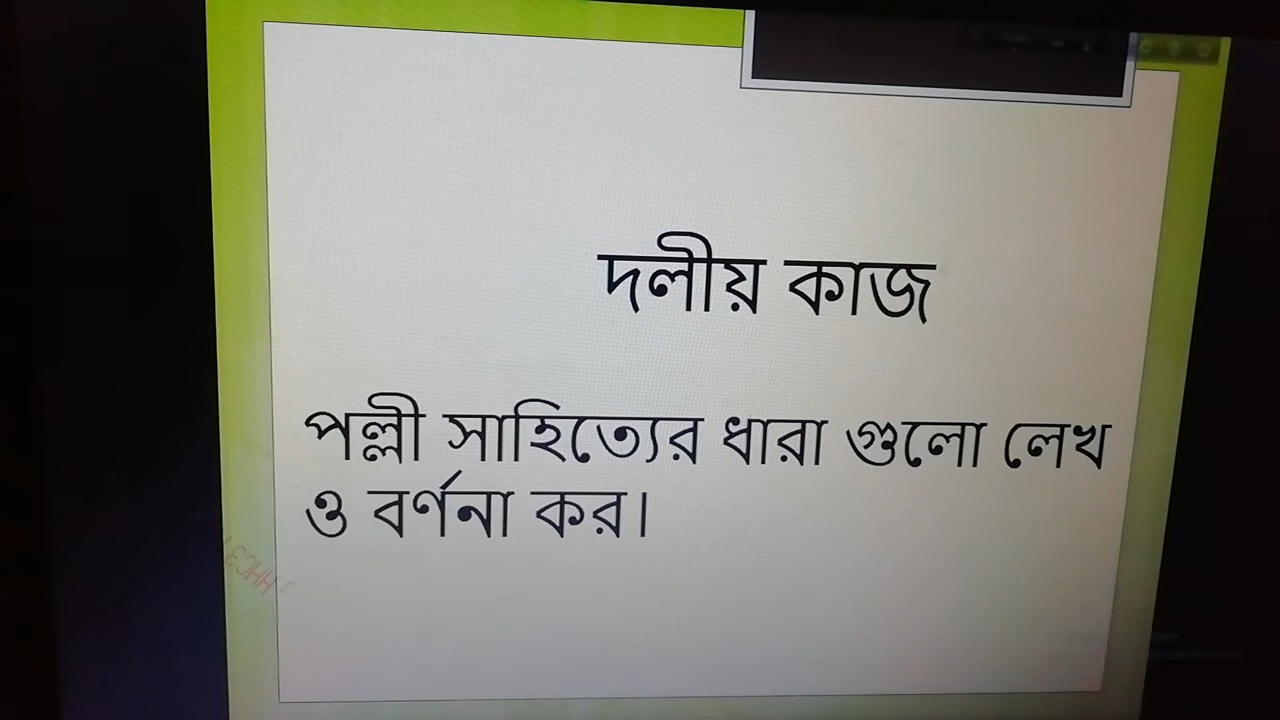 দলীয় কাজ
পল্লী সাহিত্যের ধারা গুলো লেখ
ও বর্ণনা কর।